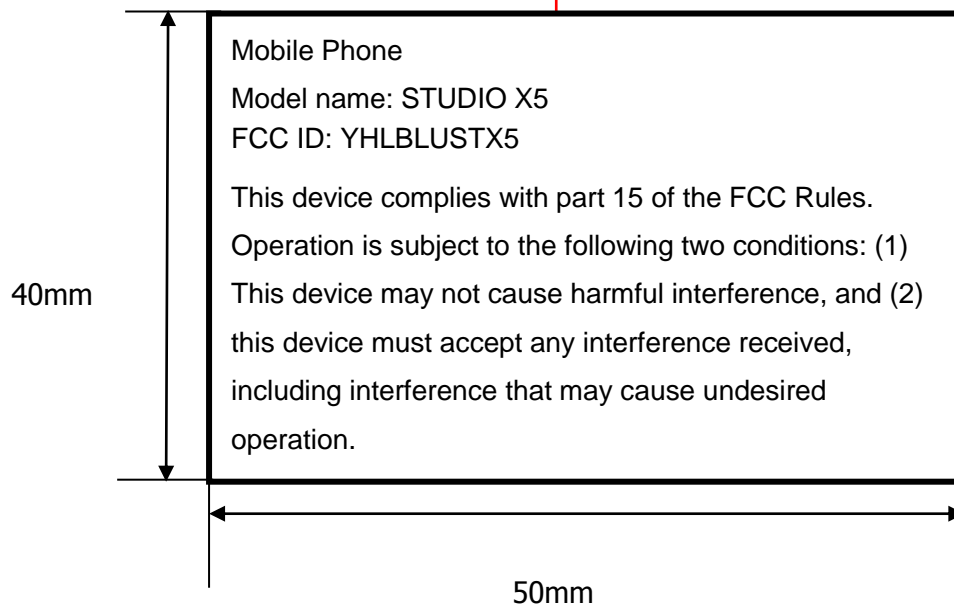 Mobile Phone
Model name: STUDIO X5
FCC ID: YHLBLUSTX5
This device complies with part 15 of the FCC Rules.
Operation is subject to the following two conditions: (1)
This device may not cause harmful interference, and (2)
this device must accept any interference received,
including interference that may cause undesired
operation.
40mm
50mm